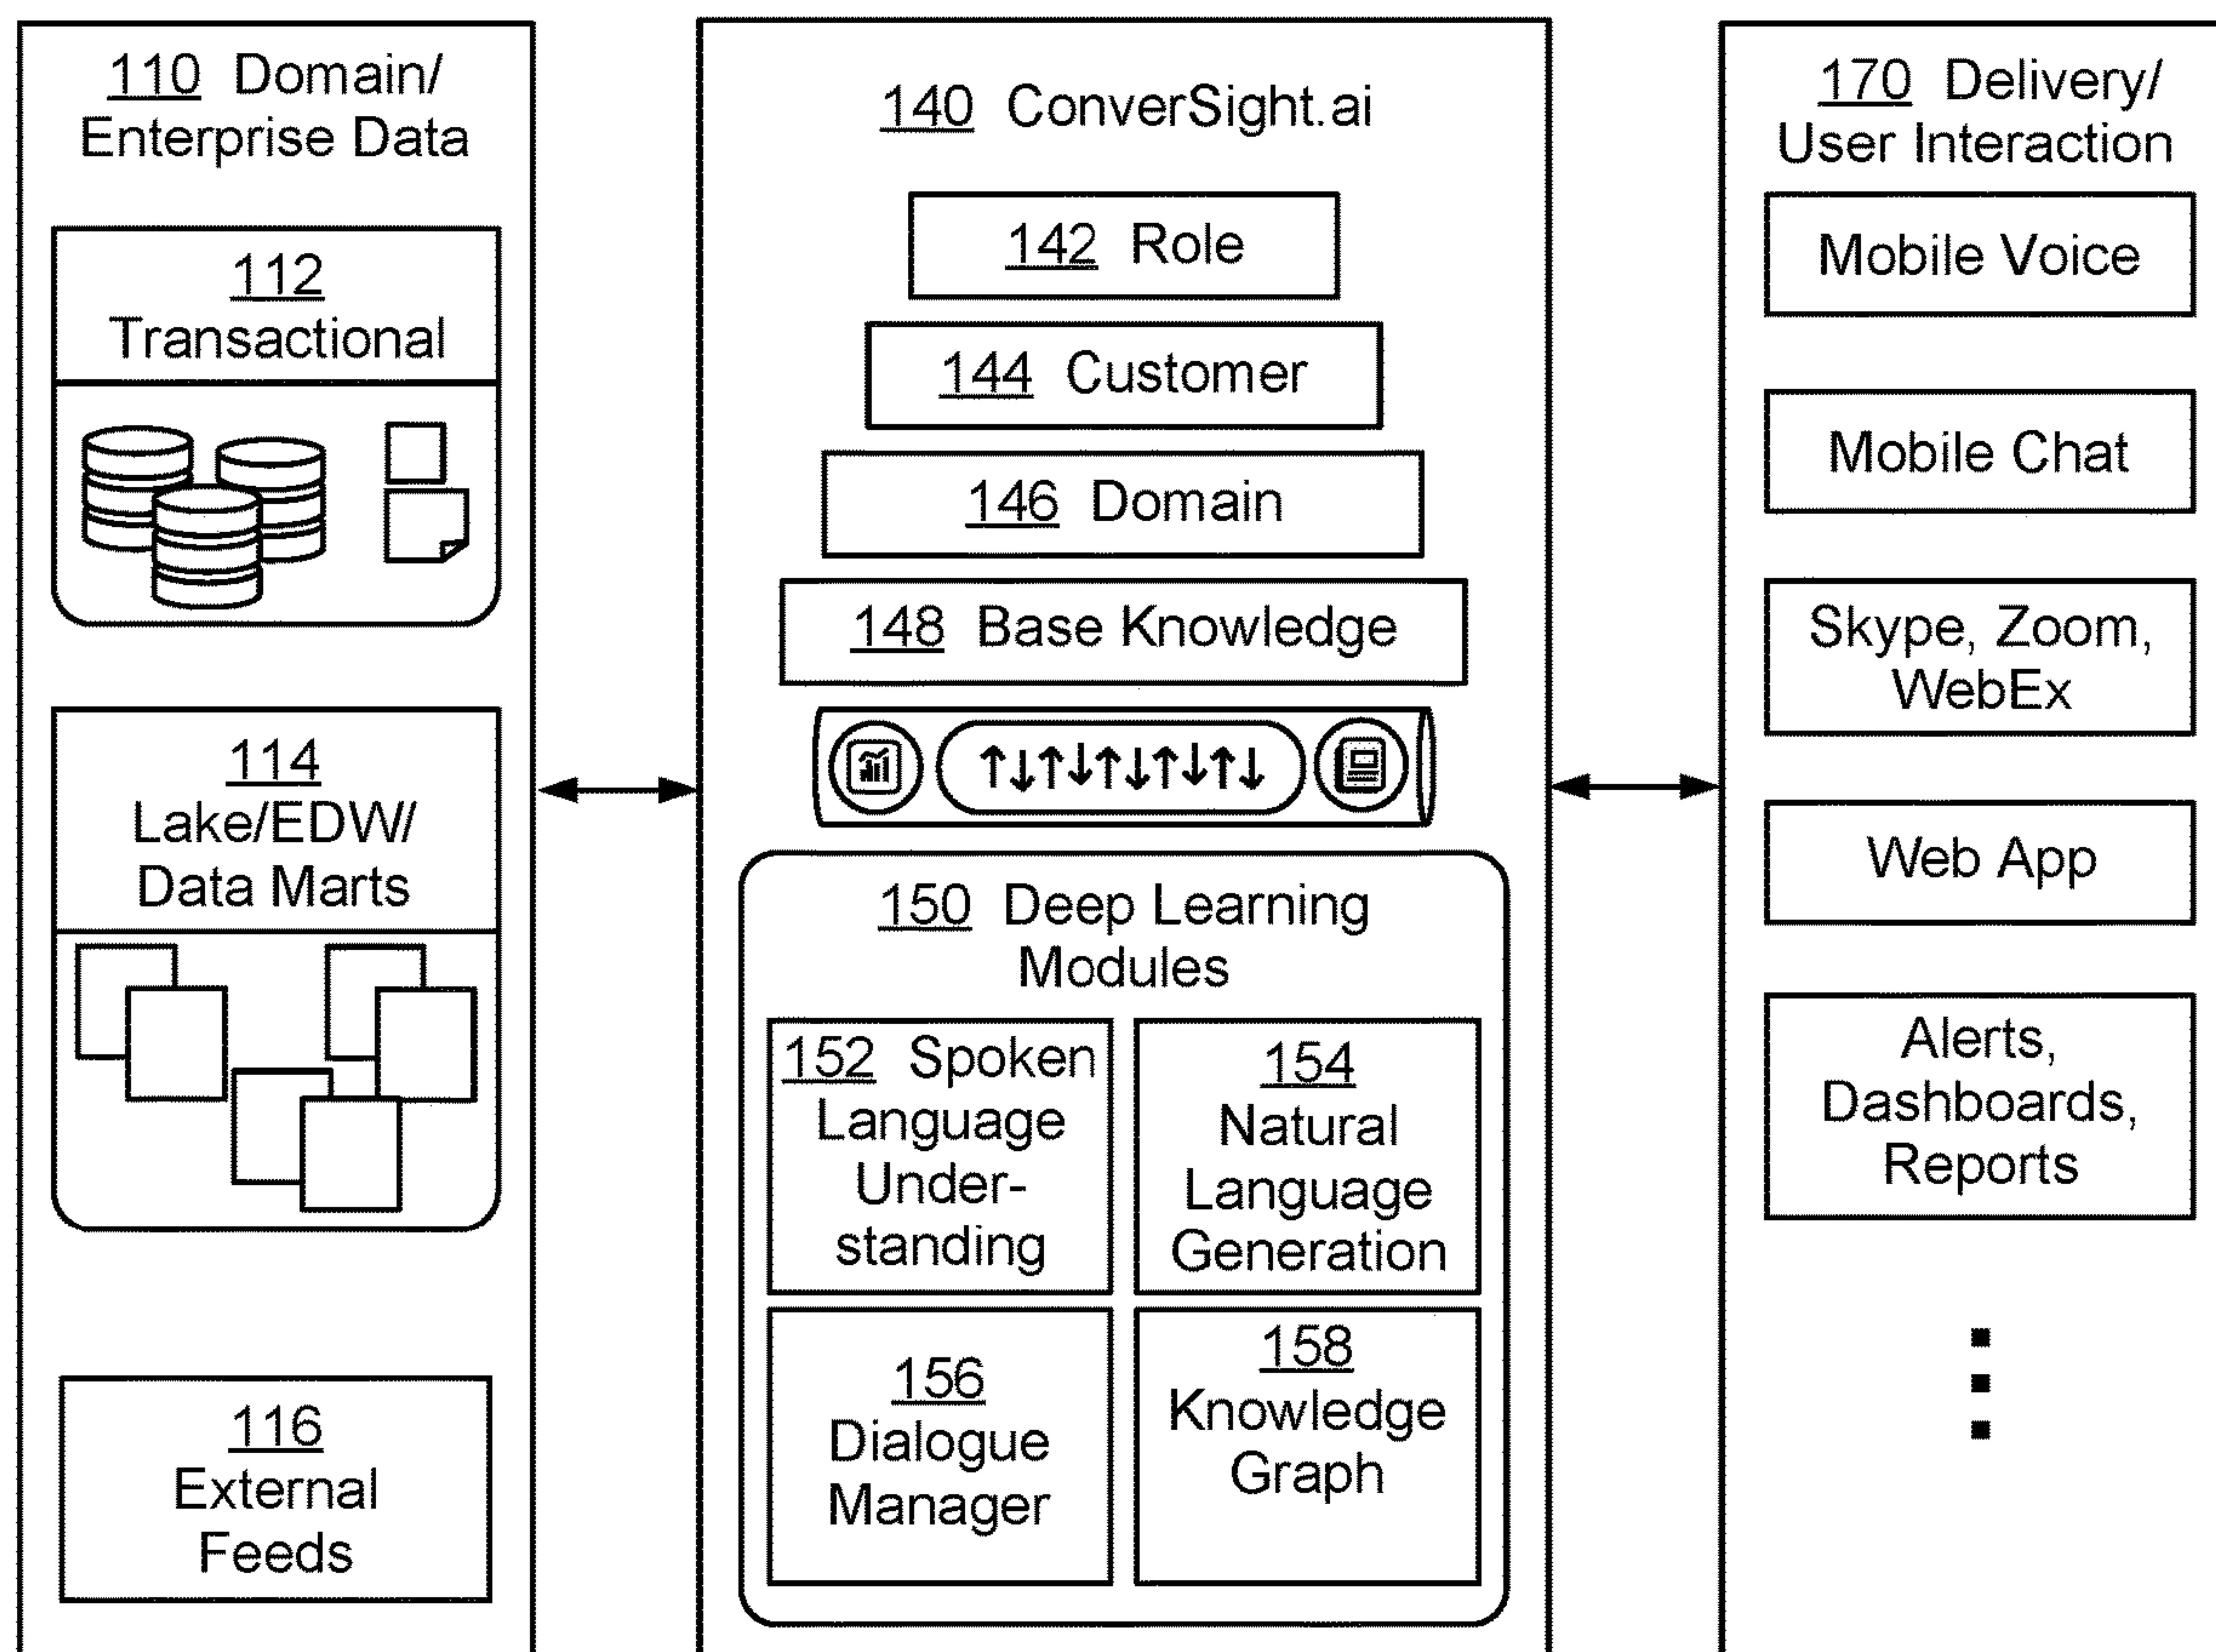 110 Domain/
Enterprise Data
112
Transactional
114
Lake/EDW/
Data Marts
116
External
Feeds
140 ConverSight.ai
142 Role
144 Customer
146 Domain
148 Base Knowledge
150 Deep Learning
Modules
152 Spoken
Language
Under-
standing
154
Natural
Language
Generation
156
Dialogue
Manager
158
Knowledge
Graph
170 Delivery/
User Interaction
Mobile Voice
Mobile Chat
Skype, Zoom,
WebEx
Web App
Alerts,
Dashboards,
Reports